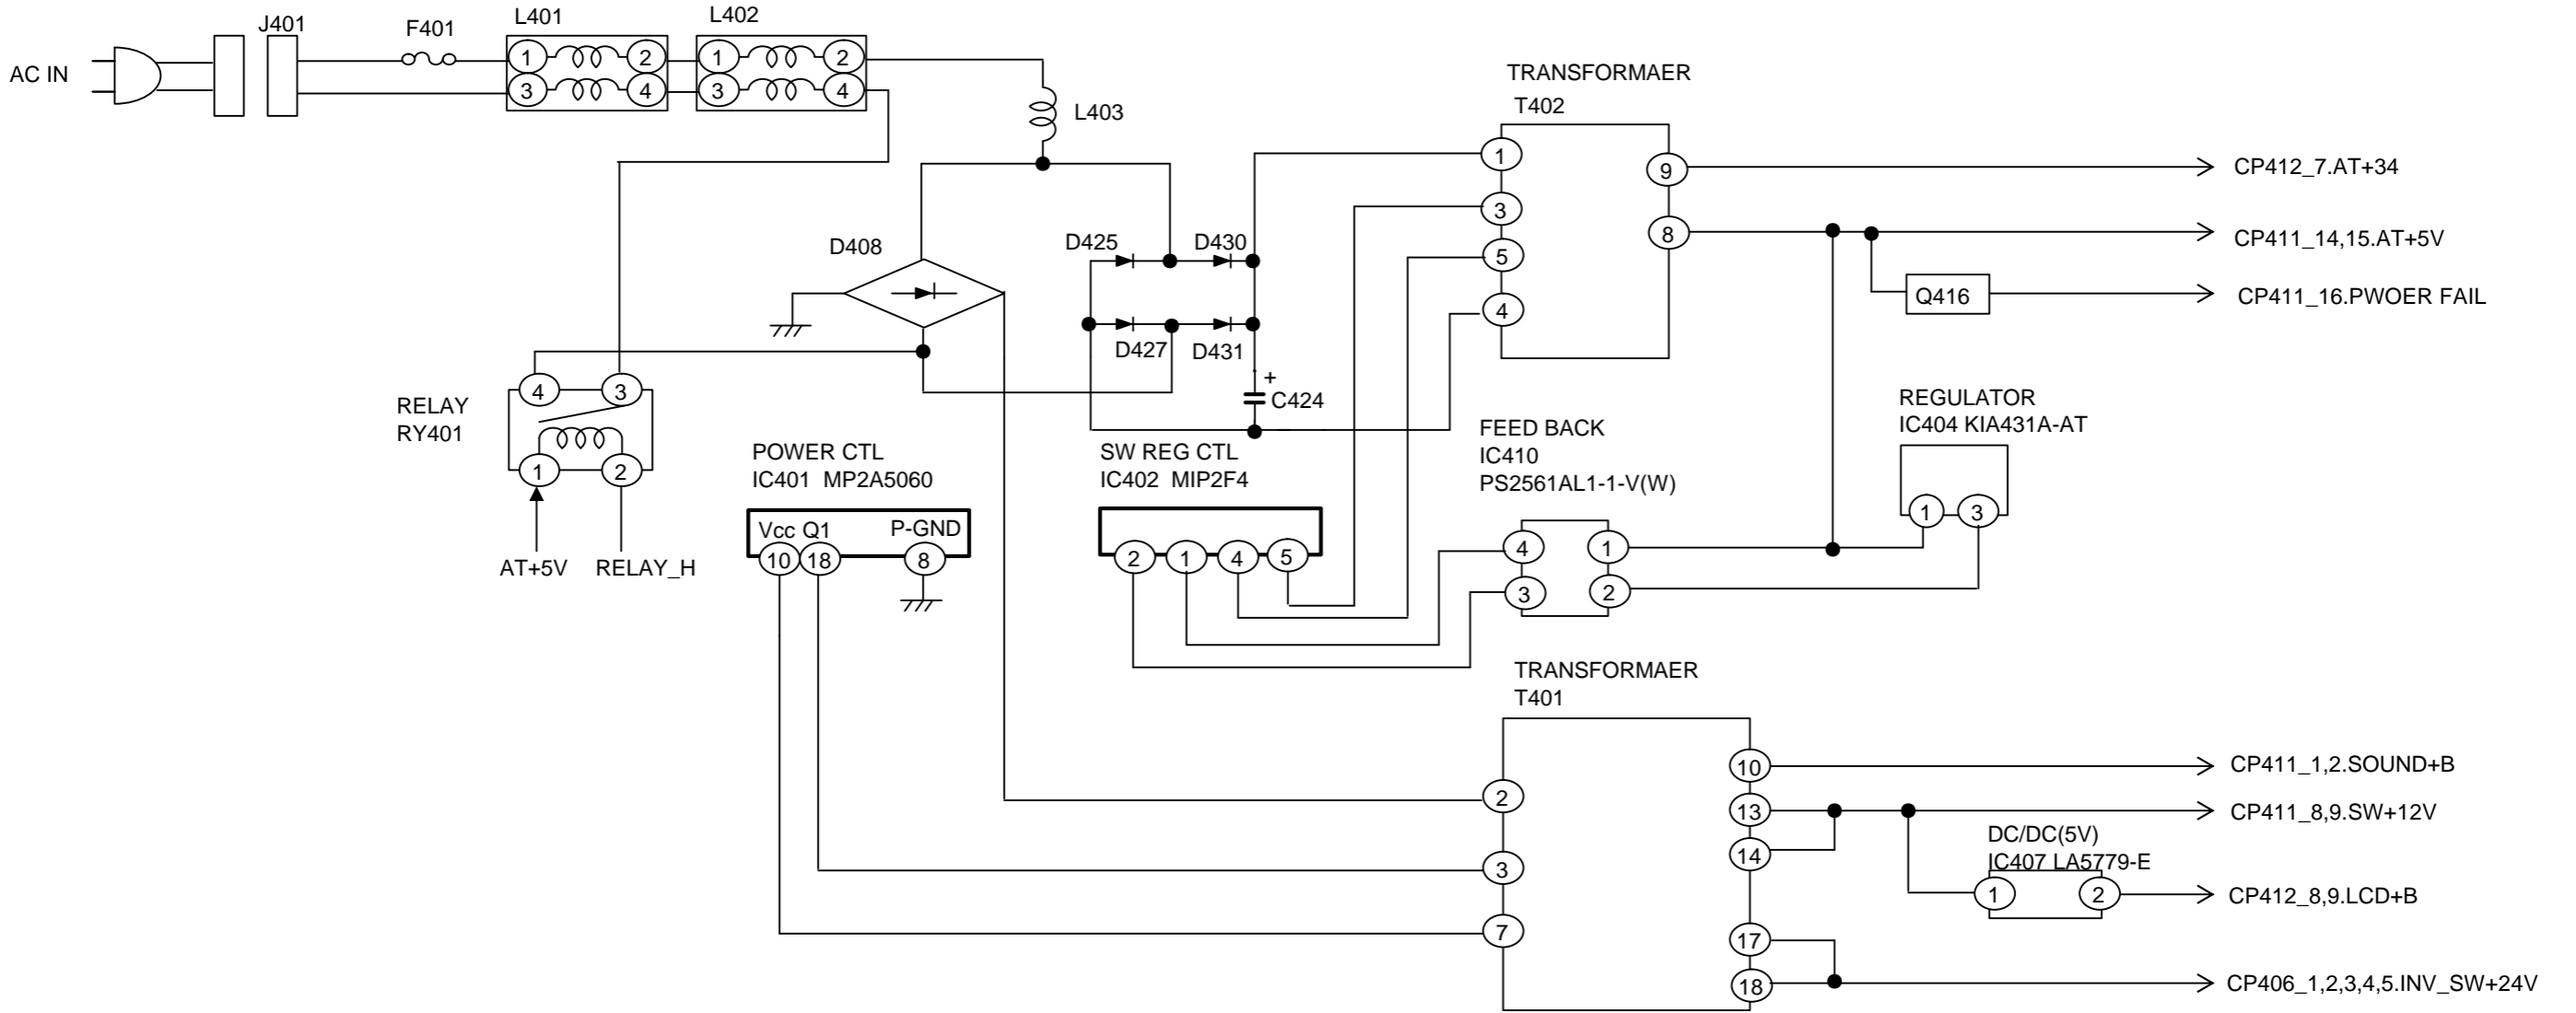 AC IN
J401
F401
L401
1
2
3
4
L402
1
2
3
4
L403
D408
D425
D430
D427
D431
+
C424
TRANSFORMAER
T402
1
3
5
4
9
8
CP412_7.AT+34
CP411_14,15.AT+5V
Q416
CP411_16.PWOER FAIL
RELAY
RY401
4
3
1
2
AT+5V
RELAY_H
POWER CTL
IC401 MP2A5060
Vcc Q1
P-GND
10
18
8
SW REG CTL
IC402 MIP2F4
2
1
4
5
FEED BACK
IC410
PS2561AL1-1-V(W)
4
1
3
2
REGULATOR
IC404 KIA431A-AT
1
3
TRANSFORMAER
T401
2
3
7
10
13
14
17
18
CP411_1,2.SOUND+B
CP411_8,9.SW+12V
DC/DC(5V)
IC407 LA5779-E
1
2
CP412_8,9.LCD+B
CP406_1,2,3,4,5.INV_SW+24V